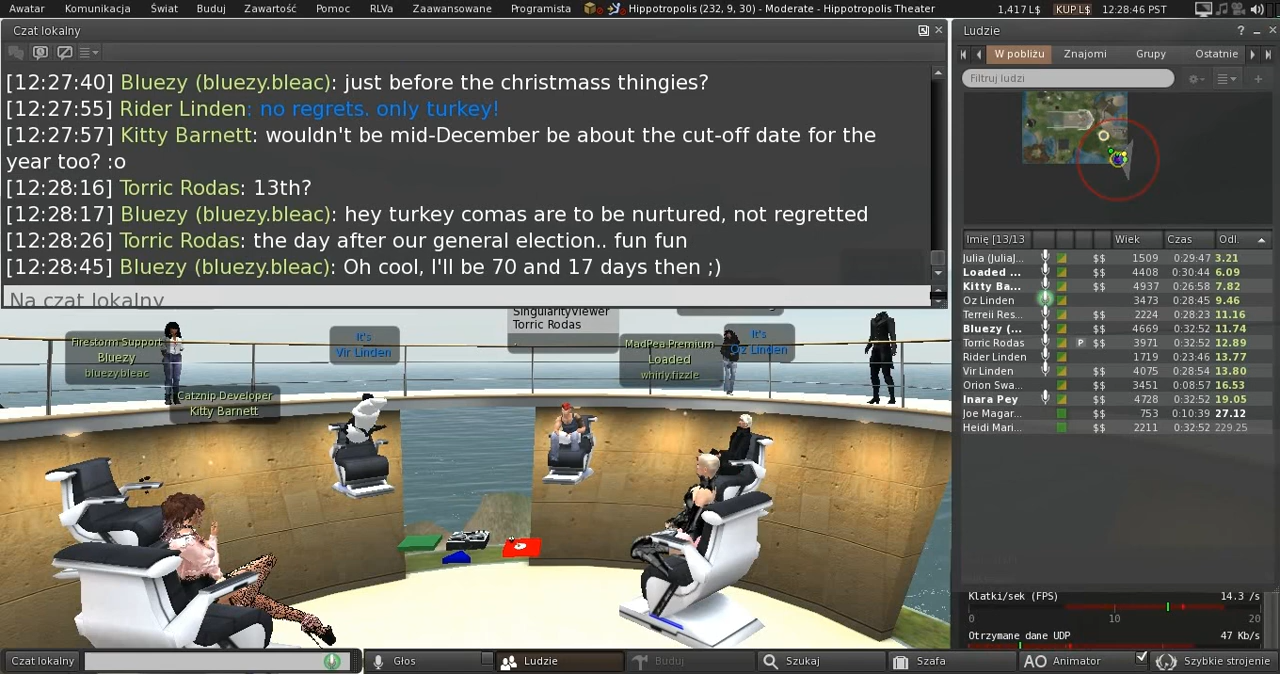 Awatar Komunikacja Świat Buduj Zawartość Pomoc RLVa Zaawansowane Programista Hippotropolis (232, 9, 30) - Moderate - Hippotropolis Theater 1,417 L$ KUP L$ 12:28:46 PST
Czat lokalny
[12:27:40] Bluezy (bluezy.bleac): just before the christmass thingies?
[12:27:55] Rider Linden: no regrets. only turkey!
[12:27:57] Kitty Barnett: wouldn't be mid-December be about the cut-off date for the
year too? :o
[12:28:16] Torric Rodas: 13th?
[12:28:17] Bluezy (bluezy.bleac): hey turkey comas are to be nurtured, not regretted
[12:28:26] Torric Rodas: the day after our general election.. fun fun
[12:28:45] Bluezy (bluezy.bleac): Oh cool, I'll be 70 and 17 days then ;)
Na czat lokalny
Ludzie
W pobliżu Znajomi Grupy Ostatnie
Filtruj ludzi
Imię [13/13 Wiek Czas Odl.
Julia (JuliaJ... $$ 1509 0:29:47 3.21
Loaded ... $$ 4408 0:30:44 6.09
Kitty Ba... $$ 4937 0:26:58 7.82
Oz Linden 3473 0:28:45 9.46
Terreii Res... $$ 2224 0:28:23 11.16
Bluezy (... $$ 4669 0:32:52 11.74
Torric Rodas P $$ 3971 0:32:52 12.89
Rider Linden $$ 1719 0:23:46 13.77
Vir Linden $$ 4075 0:28:54 13.80
Orion Swa... $$ 3451 0:08:57 16.53
Inara Pey $$ 4728 0:32:52 19.05
Joe Magar... $$ 753 0:10:39 27.12
Heidi Mari... $$ 2211 0:32:52 229.25
SingularityViewer
Torric Rodas
Firestorm Support
Bluezy
bluezy.bleac
It's
Vir Linden
MadPea Premium
Loaded
whirly.fizzle
It's
Oz Linden
Catznip Developer
Kitty Barnett
Klatki/sek (FPS) 14.3 /s
0 10 20
Otrzymane dane UDP 47 Kb/s
Czat lokalny Głos Ludzie Buduj Szukaj Szafa AO Animator Szybkie strojenie